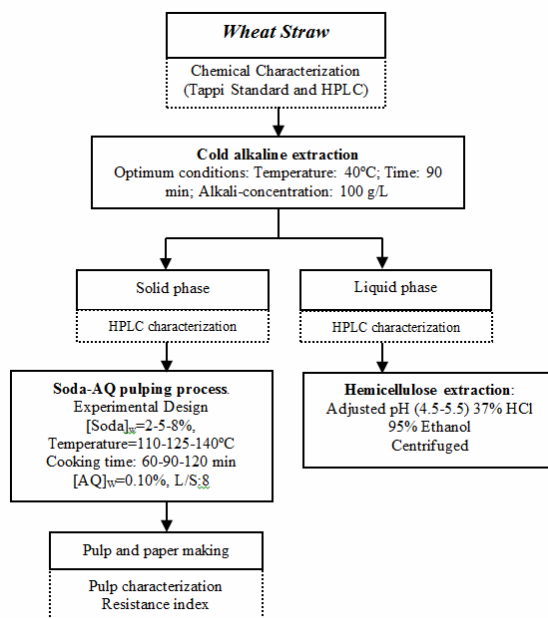 Wheat Straw
Chemical Characterization
(Tappi Standard and HPLC)
Cold alkaline extraction
Optimum conditions: Temperature: 40ºC; Time: 90
min; Alkali-concentration: 100 g/L
Solid phase
HPLC characterization
Liquid phase
HPLC characterization
Soda-AQ pulping process.
Experimental Design
[Soda]w=2-5-8%,
Temperature=110-125-140ºC
Cooking time: 60-90-120 min
[AQ]W=0.10%, L/S:8
Hemicellulose extraction:
Adjusted pH (4.5-5.5) 37% HCl
95% Ethanol
Centrifuged
Pulp and paper making
Pulp characterization
Resistance index